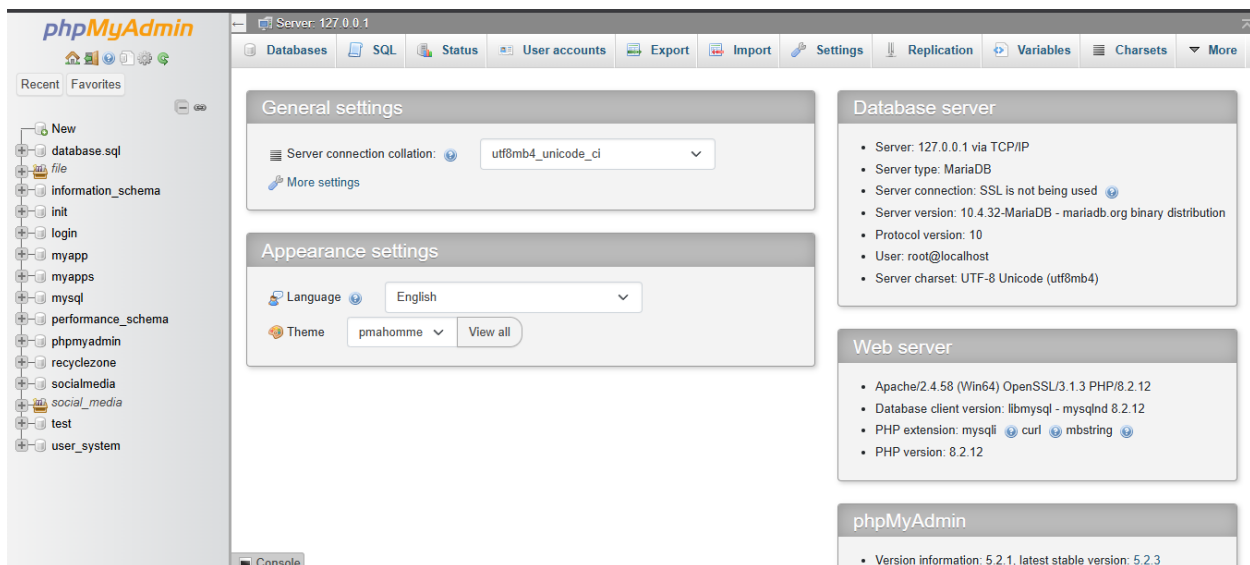 phpMyAdmin
Recent Favorites
New
database.sql
file
information_schema
init
login
myapp
myapps
mysql
performance_schema
phpmyadmin
recyclezone
socialmedia
social_media
test
user_system
Server: 127.0.0.1
Databases SQL Status User accounts Export Import Settings Replication Variables Charsets More
General settings
Server connection collation: utf8mb4_unicode_ci
More settings
Appearance settings
Language English
Theme pmahomme View all
Database server
Server: 127.0.0.1 via TCP/IP
Server type: MariaDB
Server connection: SSL is not being used
Server version: 10.4.32-MariaDB - mariadb.org binary distribution
Protocol version: 10
User: root@localhost
Server charset: UTF-8 Unicode (utf8mb4)
Web server
Apache/2.4.58 (Win64) OpenSSL/3.1.3 PHP/8.2.12
Database client version: libmysql - mysqlnd 8.2.12
PHP extension: mysqli curl mbstring
PHP version: 8.2.12
phpMyAdmin
Version information: 5.2.1, latest stable version: 5.2.3
Console